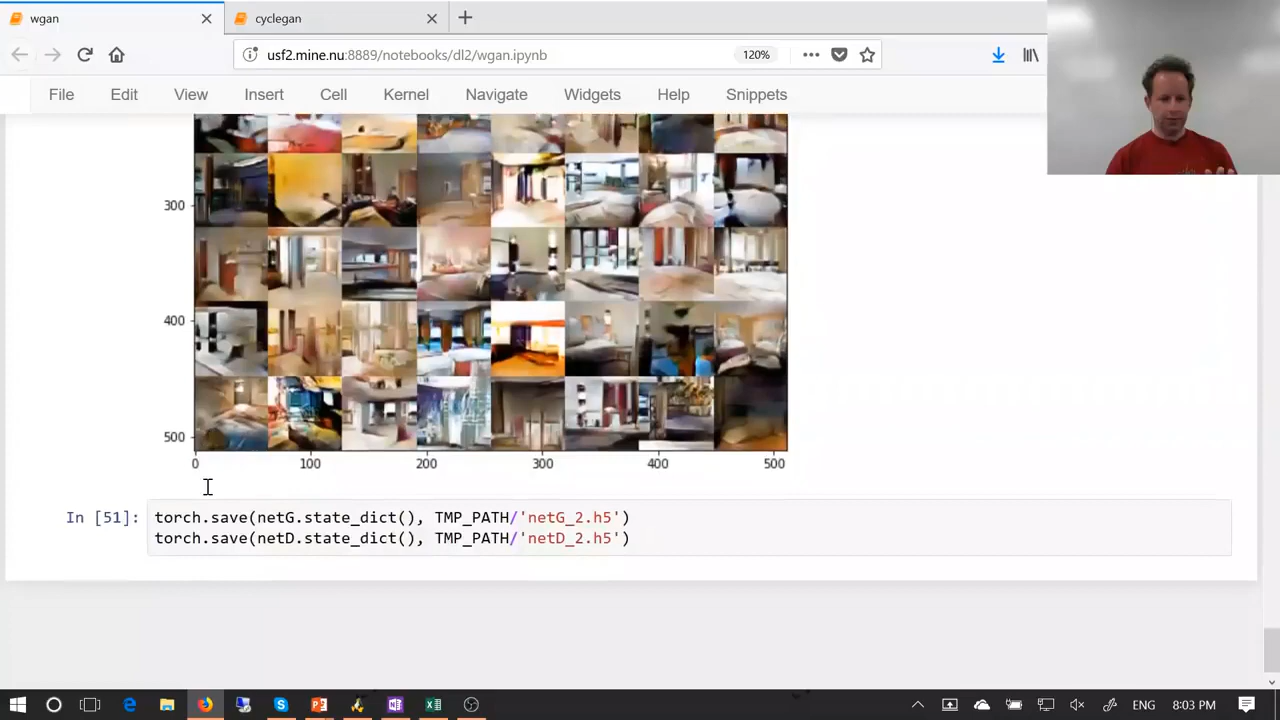 wgan
cyclegan
usf2.mine.nu:8889/notebooks/dl2/wgan.ipynb
120%
File Edit View Insert Cell Kernel Navigate Widgets Help Snippets
300
400
500
0 100 200 300 400 500
In [51]: torch.save(netG.state_dict(), TMP_PATH/'netG_2.h5')
torch.save(netD.state_dict(), TMP_PATH/'netD_2.h5')
ENG
8:03 PM